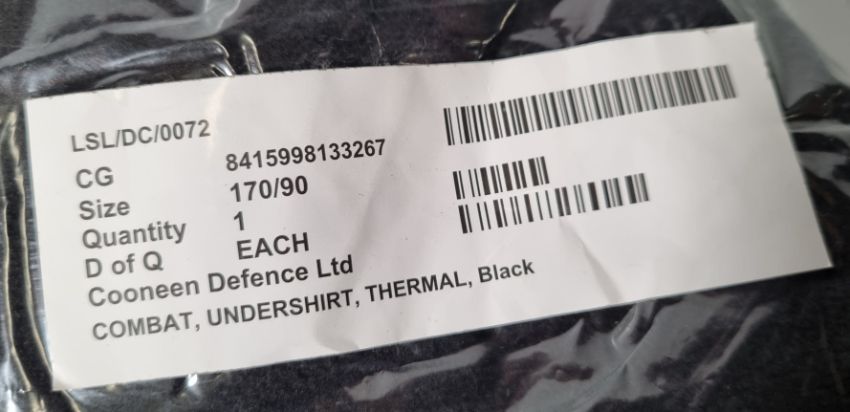 LSL/DC/0072
CG 8415998133267
Size 170/90
Quantity 1
D of Q EACH
Cooneen Defence Ltd
COMBAT, UNDERSHIRT, THERMAL, Black